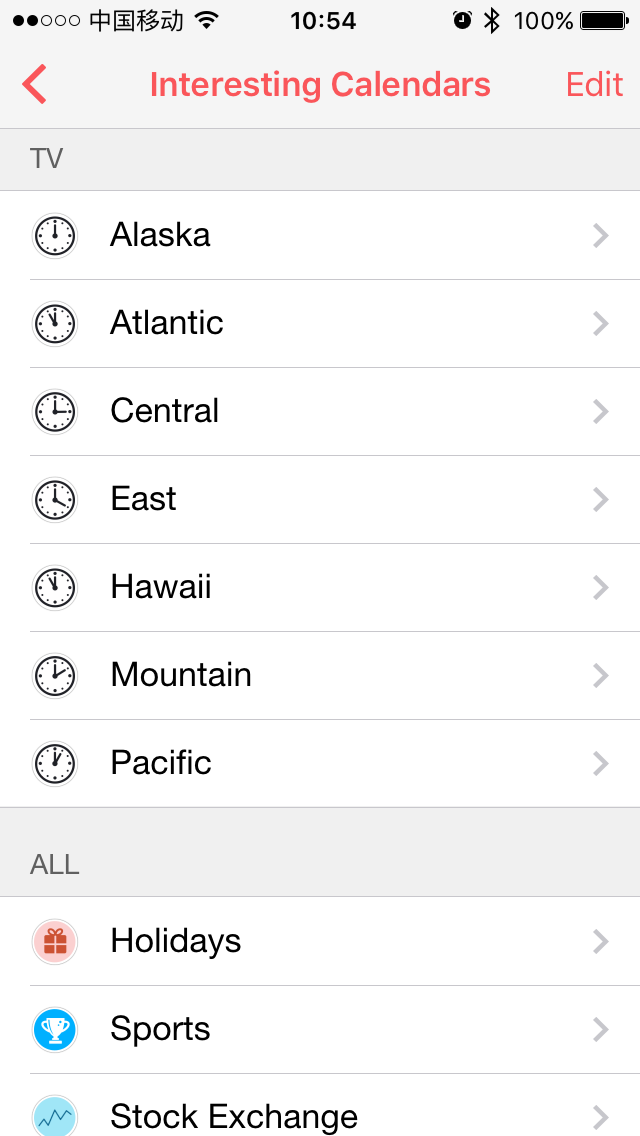 中国移动 10:54 100%
Interesting Calendars Edit
TV
Alaska
Atlantic
Central
East
Hawaii
Mountain
Pacific
ALL
Holidays
Sports
Stock Exchange